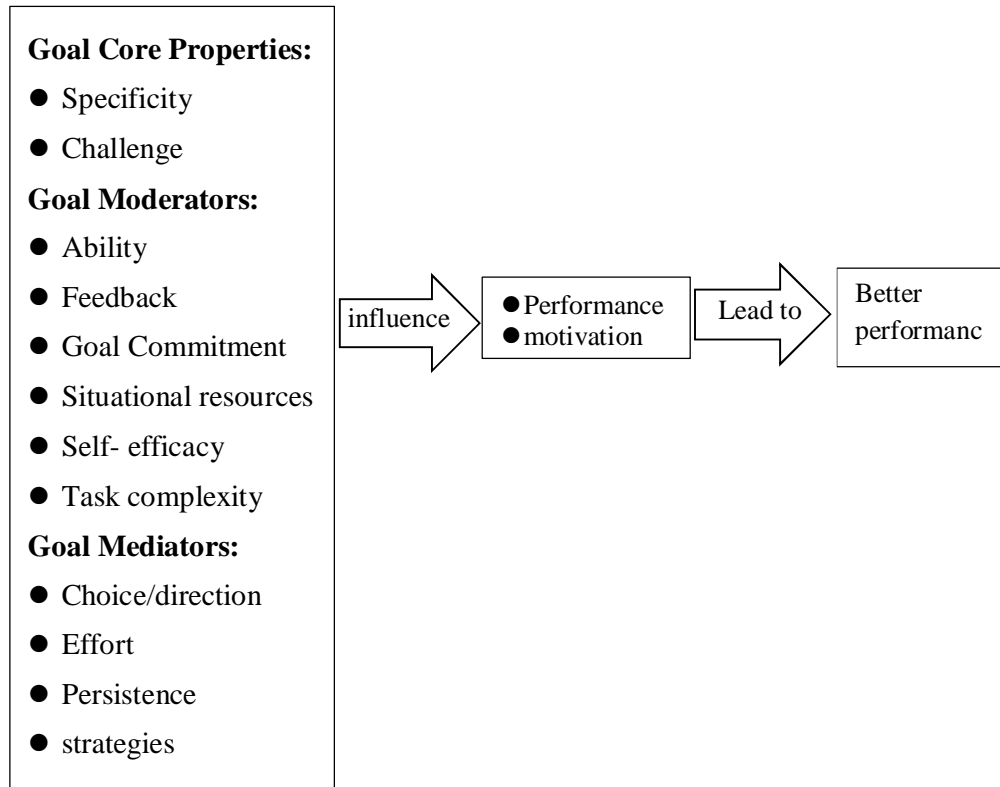 Goal Core Properties:
● Specificity
● Challenge
Goal Moderators:
● Ability
● Feedback
● Goal Commitment
● Situational resources
● Self- efficacy
● Task complexity
Goal Mediators:
● Choice/direction
● Effort
● Persistence
● strategies
influence
● Performance
● motivation
Lead to
Better
performanc